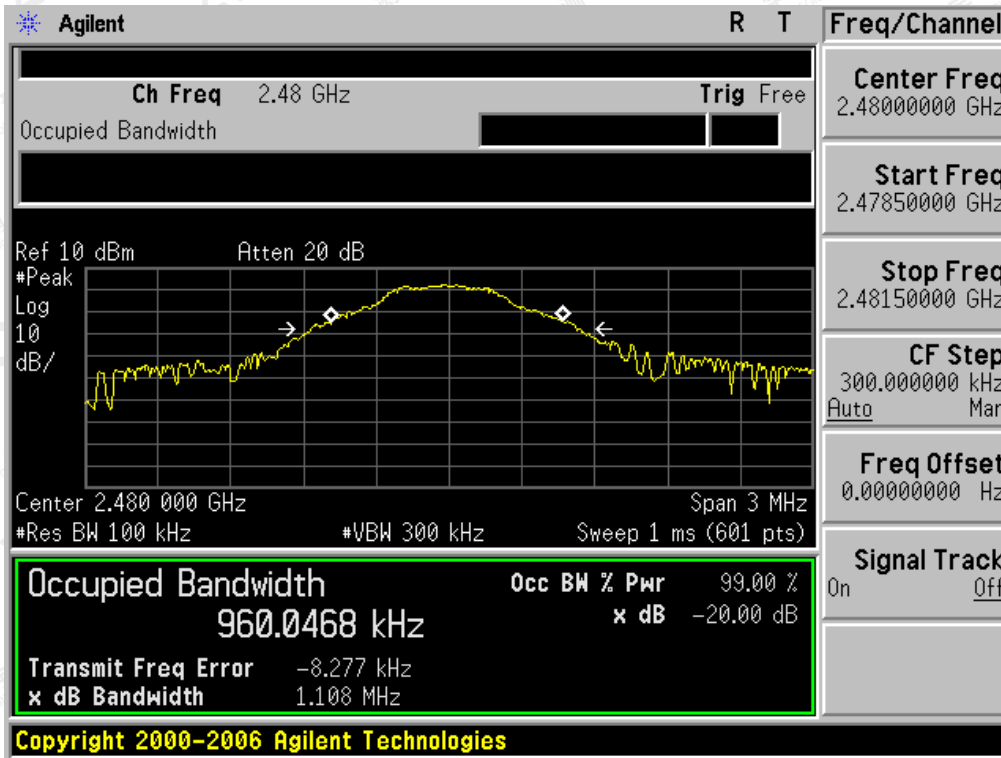 Agilent R T
Freq/Channel
Ch Freq 2.48 GHz Trig Free
Occupied Bandwidth
Center Freq
2.48000000 GHz
Start Freq
2.47850000 GHz
Stop Freq
2.48150000 GHz
CF Step
300.000000 kHz
Auto Man
Freq Offset
0.00000000 Hz
Signal Track
On Off
Ref 10 dBm Atten 20 dB
#Peak
Log
10
dB/
Center 2.480 000 GHz Span 3 MHz
#Res BW 100 kHz #VBW 300 kHz Sweep 1 ms (601 pts)
Occupied Bandwidth
960.0468 kHz
Occ BW % Pwr 99.00 %
x dB -20.00 dB
Transmit Freq Error -8.277 kHz
x dB Bandwidth 1.108 MHz
Copyright 2000-2006 Agilent Technologies